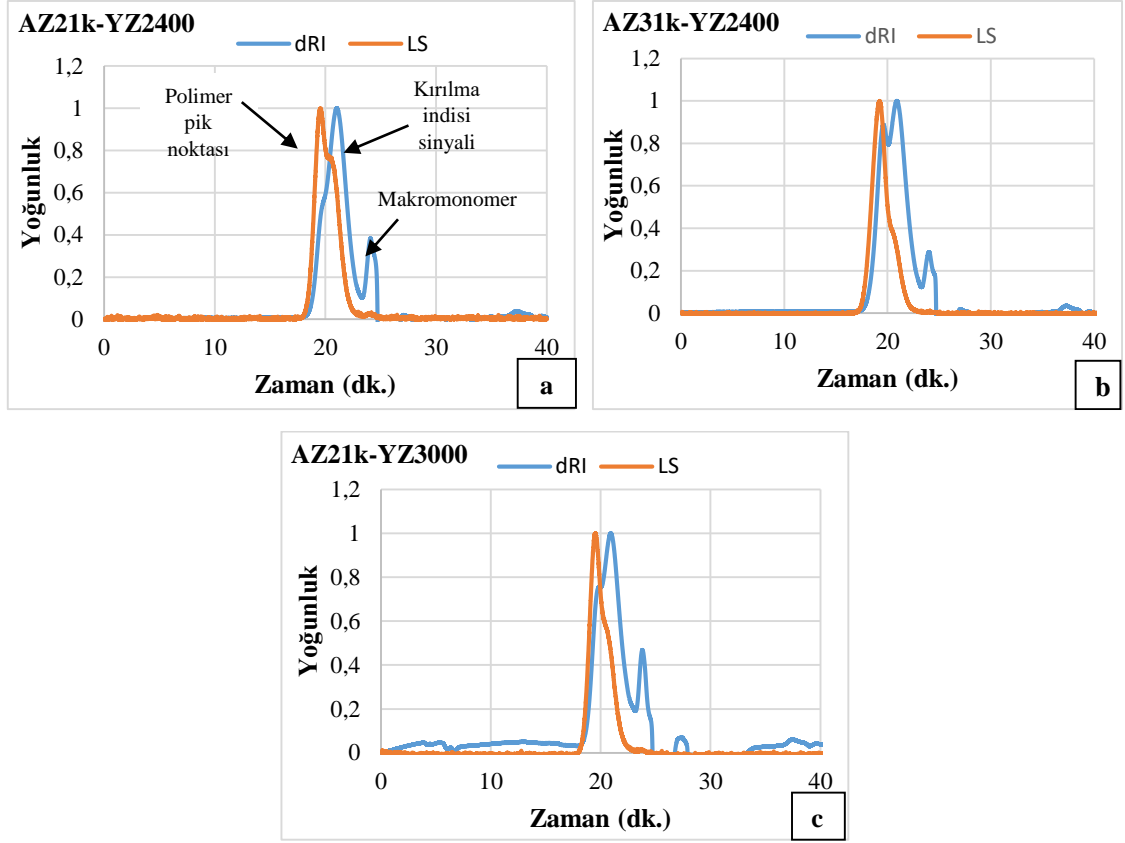 AZ21k-YZ2400
dRI LS
1,2
1
0,8
0,6
0,4
0,2
0
0 10 20 30 40
Yoğunluk
Zaman (dk.)
Polimer
pik
noktası
Kırılma
indisi
sinyali
Makromonomer
a
AZ31k-YZ2400
dRI LS
1,2
1
0,8
0,6
0,4
0,2
0
0 10 20 30 40
Yoğunluk
Zaman (dk.)
b
AZ21k-YZ3000
dRI LS
1,2
1
0,8
0,6
0,4
0,2
0
0 10 20 30 40
Yoğunluk
Zaman (dk.)
c